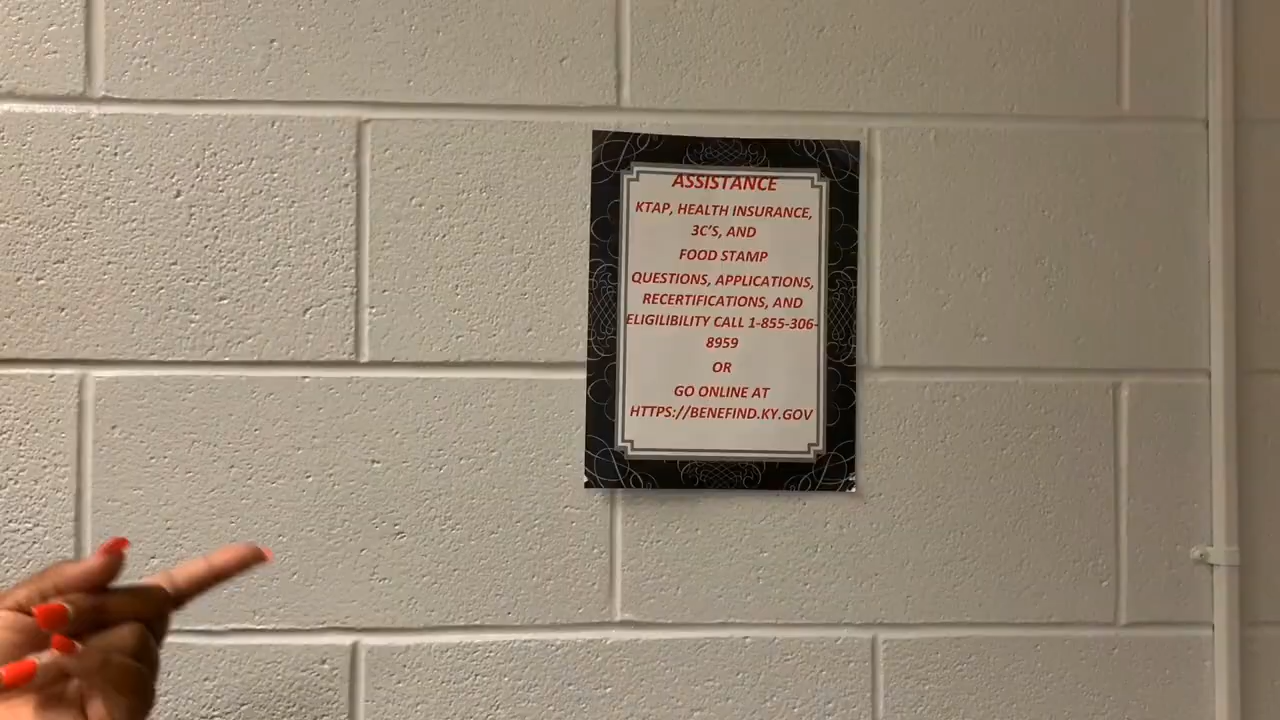 ASSISTANCE
KTAP, HEALTH INSURANCE,
3C'S, AND
FOOD STAMP
QUESTIONS, APPLICATIONS,
RECERTIFICATIONS, AND
ELIGILIBILITY CALL 1-855-306-
8959
OR
GO ONLINE AT
HTTPS://BENEFIND.KY.GOV